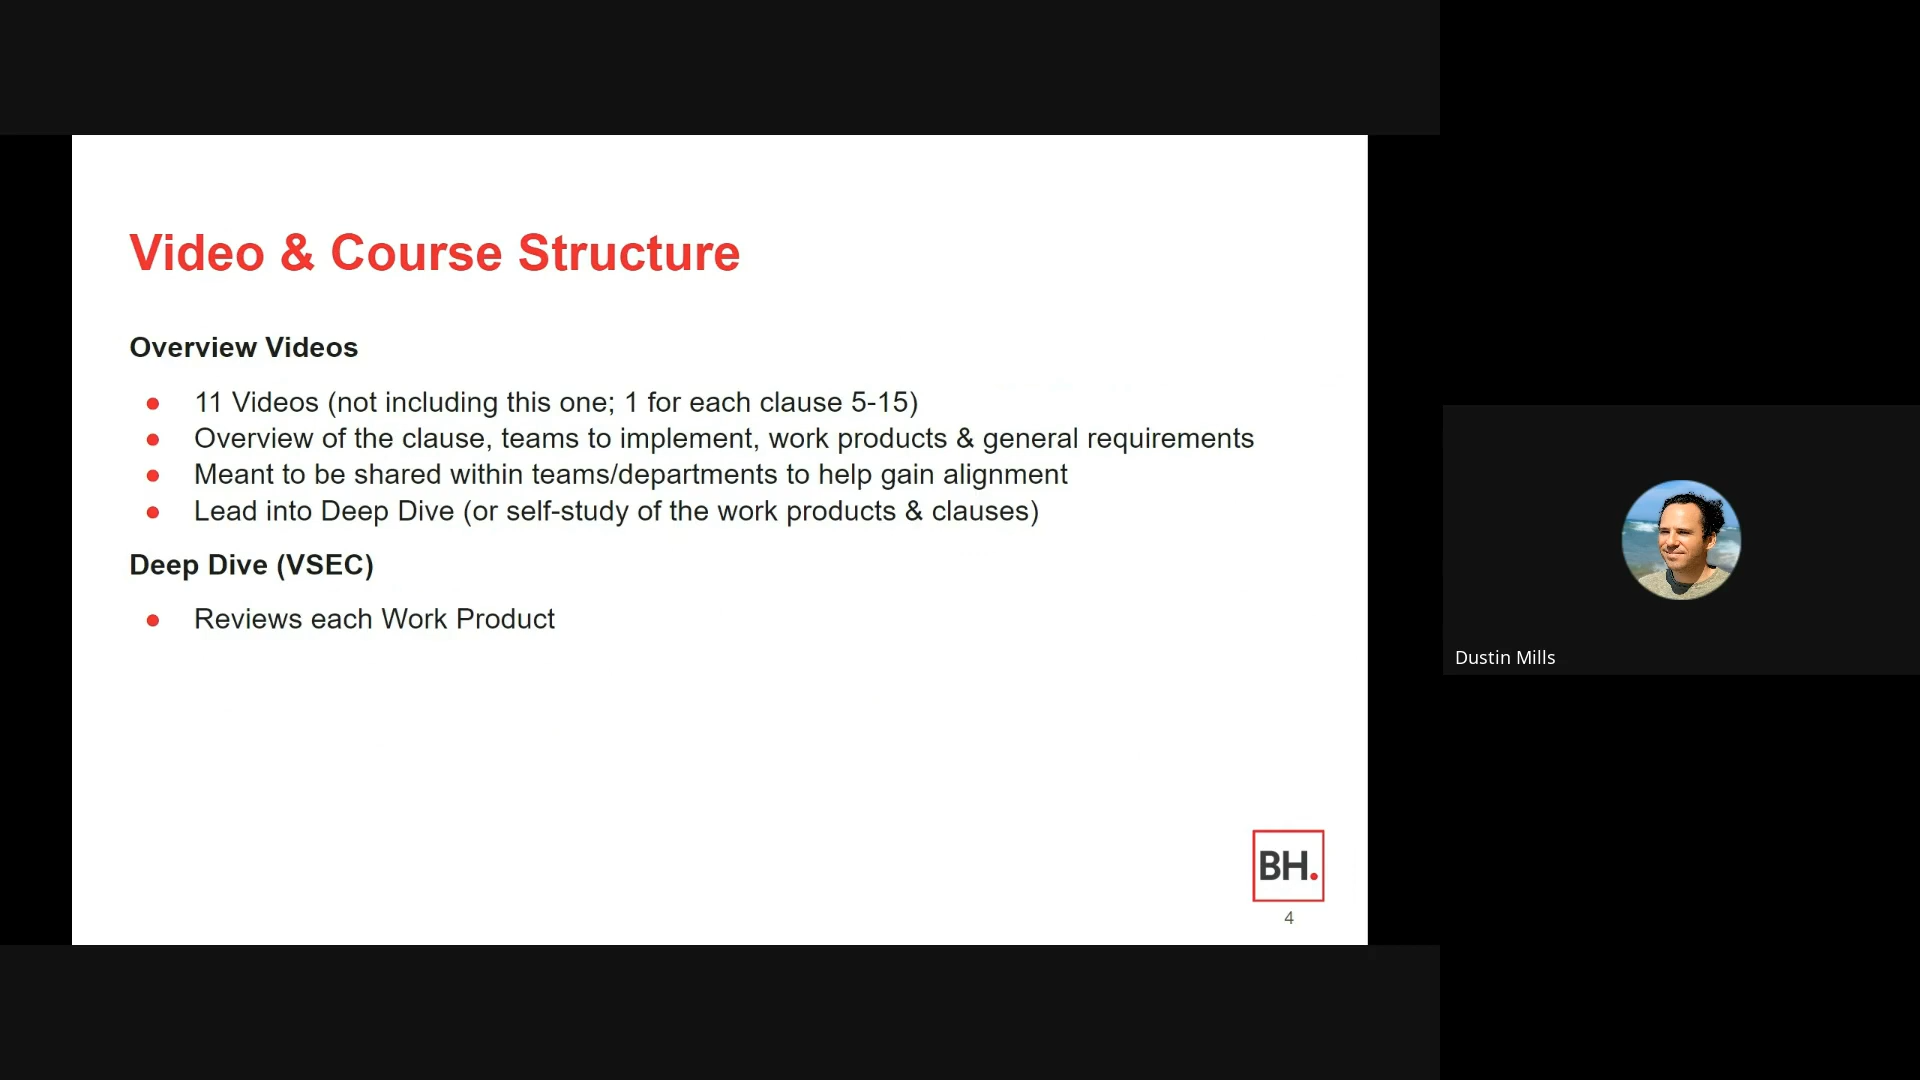 Video & Course Structure
Overview Videos
11 Videos (not including this one; 1 for each clause 5-15)
Overview of the clause, teams to implement, work products & general requirements
Meant to be shared within teams/departments to help gain alignment
Lead into Deep Dive (or self-study of the work products & clauses)
Deep Dive (VSEC)
Reviews each Work Product
BH.
4
Dustin Mills